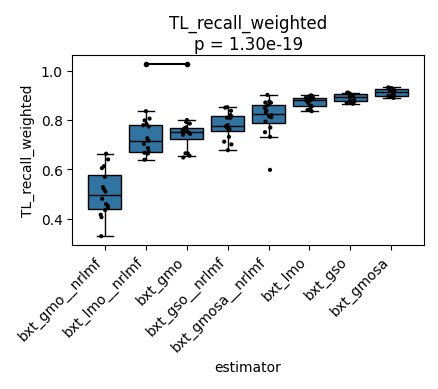 TL_recall_weighted
p = 1.30e-19
1.0
0.8
0.6
0.4
TL_recall_weighted
bxt_gmo__nrlmf
bxt_lmo__nrlmf
bxt_gmo
bxt_gso__nrlmf
bxt_gmosa__nrlmf
bxt_lmo
bxt_gso
bxt_gmosa
estimator